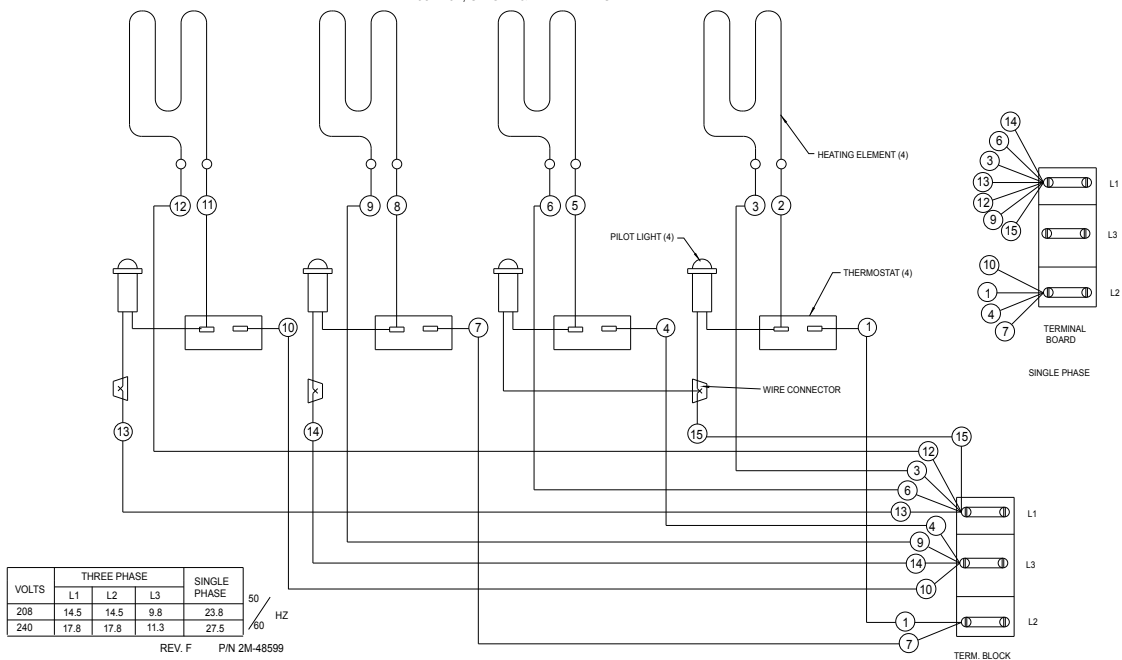 HEATING ELEMENT (4)
12
11
9
8
6
5
3
2
PILOT LIGHT (4)
THERMOSTAT (4)
10
7
4
1
WIRE CONNECTOR
13
14
15
15
12
3
6
13
L1
4
9
14
10
L3
1
7
L2
TERM. BLOCK
14
6
3
13
12
9
15
L1
L3
10
1
4
7
L2
TERMINAL
BOARD
SINGLE PHASE
VOLTS THREE PHASE SINGLE PHASE
L1 L2 L3
208 14.5 14.5 9.8 23.8
240 17.8 17.8 11.3 27.5
50/60 HZ
REV. F P/N 2M-48599